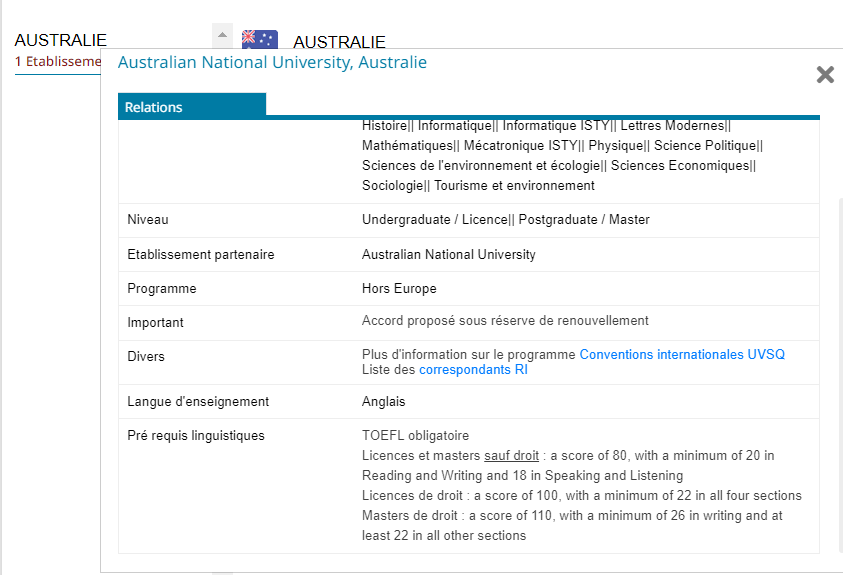 AUSTRALIE
1 Etablisseme
AUSTRALIE
Australian National University, Australie
Relations
Histoire|| Informatique|| Informatique ISTY|| Lettres Modernes||
Mathématiques|| Mécatronique ISTY|| Physique|| Science Politique||
Sciences de l'environnement et écologie|| Sciences Economiques||
Sociologie|| Tourisme et environnement
Niveau Undergraduate / Licence|| Postgraduate / Master
Etablissement partenaire Australian National University
Programme Hors Europe
Important Accord proposé sous réserve de renouvellement
Divers Plus d'information sur le programme Conventions internationales UVSQ
Liste des correspondants RI
Langue d'enseignement Anglais
Pré requis linguistiques TOEFL obligatoire
Licences et masters sauf droit : a score of 80, with a minimum of 20 in
Reading and Writing and 18 in Speaking and Listening
Licences de droit : a score of 100, with a minimum of 22 in all four sections
Masters de droit : a score of 110, with a minimum of 26 in writing and at
least 22 in all other sections